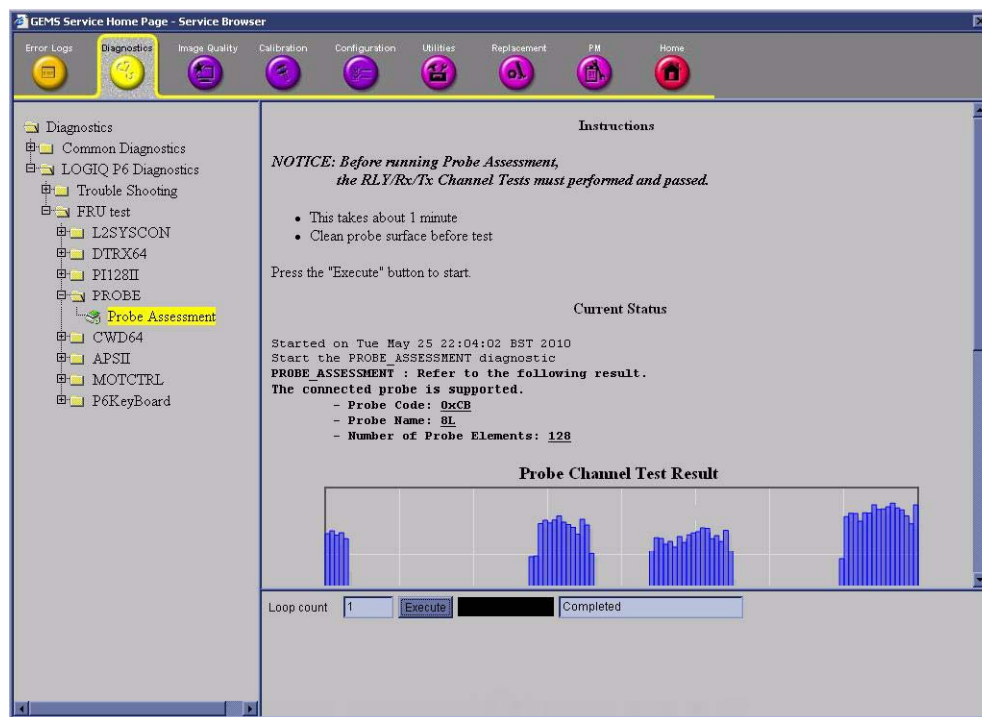 GEMS Service Home Page - Service Browser
Error Logs
Diagnostics
Image Quality
Calibration
Configuration
Utilities
Replacement
PM
Home
Diagnostics
Common Diagnostics
LOGIQ P6 Diagnostics
Trouble Shooting
FRU test
L2SYSCON
DTRX64
PI128II
PROBE
Probe Assessment
CWD64
APSII
MOTCTRL
P6KeyBoard
Instructions
NOTICE: Before running Probe Assessment,
the RLY/Rx/Tx Channel Tests must performed and passed.
• This takes about 1 minute
• Clean probe surface before test
Press the "Execute" button to start.
Current Status
Started on Tue May 25 22:04:02 BST 2010
Start the PROBE_ASSESSMENT diagnostic
PROBE_ASSESSMENT : Refer to the following result.
The connected probe is supported.
- Probe Code: 0xCB
- Probe Name: 8L
- Number of Probe Elements: 128
Probe Channel Test Result
Loop count 1 Execute Completed